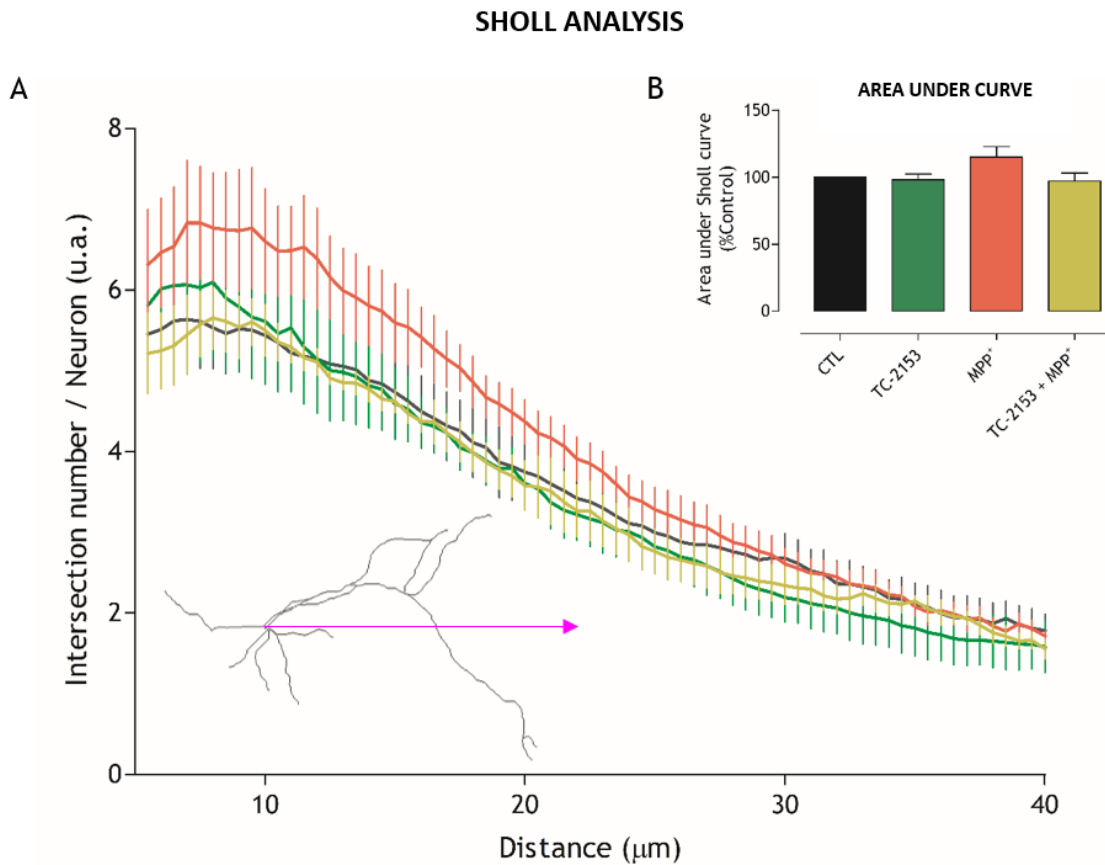 SHOLL ANALYSIS
A
Intersection number / Neuron (u.a.)
8
6
4
2
0
10
20
30
40
Distance (μm)
B
AREA UNDER CURVE
Area under Sholl curve
(%Control)
150
100
50
0
CTL
TC-2153
MPP⁺
TC-2153 + MPP⁺